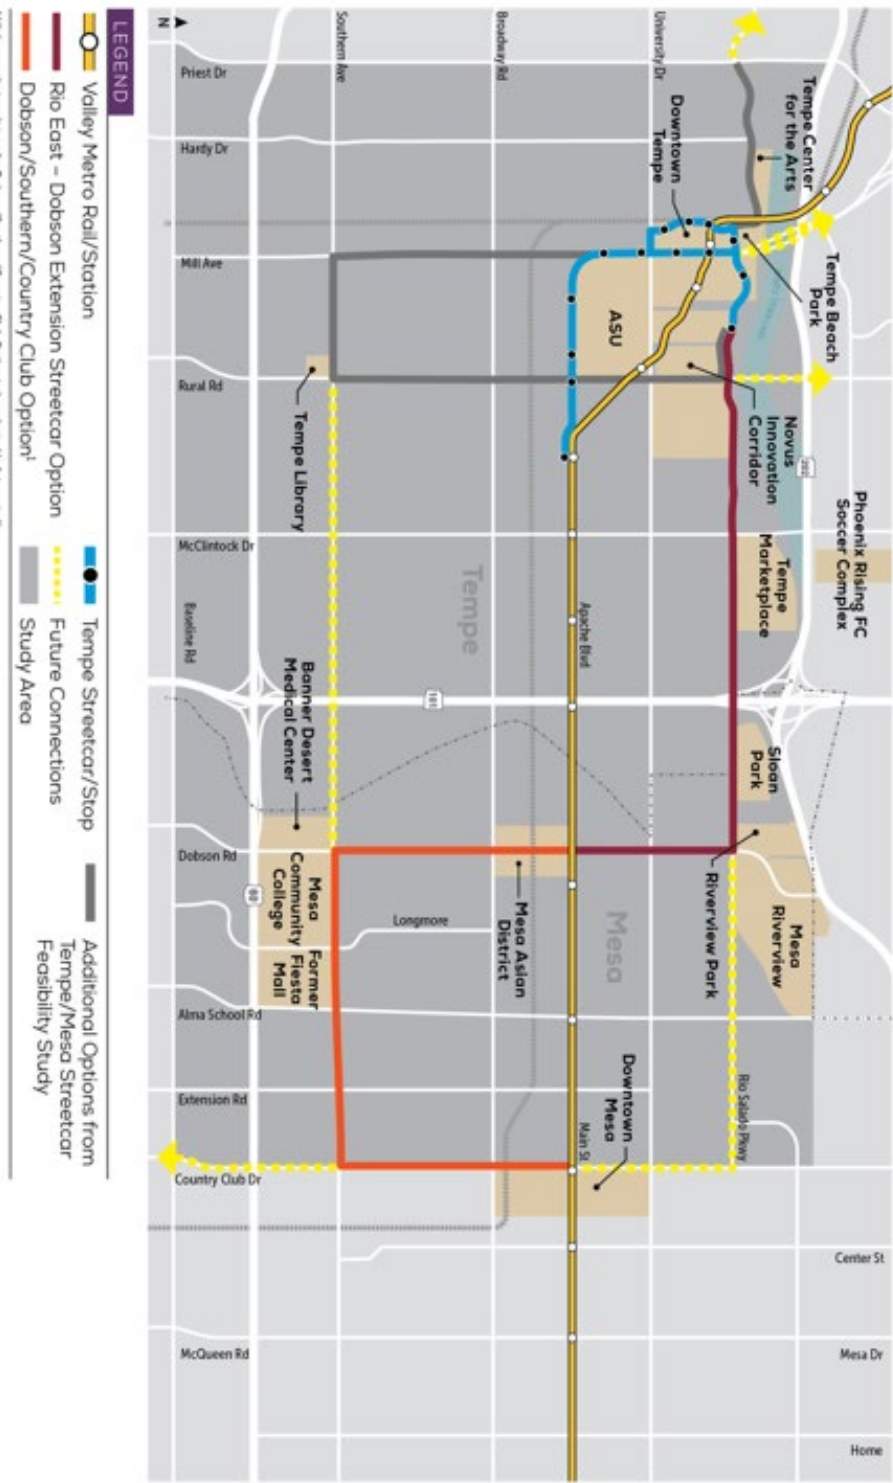 Tempe Center
for the Arts
Tempe Beach
Park
Novus
Innovation
Corridor
Phoenix Rising FC
Soccer Complex
202
Tempe
Marketplace
Sloan
Park
Mesa
Riverview
Riverview Park
Rio Salado Pkwy
Center St
Mesa Dr
Home
Downtown
Tempe
University Dr
ASU
Apache Blvd
Mesa
Downtown
Mesa
Main St
Broadway Rd
Tempe
Mesa Asian
District
101
Longmore
Southern Ave
Tempe Library
Banner Desert
Medical Center
Mesa
Community
College
Former
Fiesta
Mall
60
Priest Dr
Hardy Dr
Mill Ave
Rural Rd
McClintock Dr
Baseline Rd
Dobson Rd
Alma School Rd
Extension Rd
Country Club Dr
McQueen Rd
N
LEGEND
Valley Metro Rail/Station
Rio East – Dobson Extension Streetcar Option
Dobson/Southern/Country Club Option¹
Tempe Streetcar/Stop
Future Connections
Study Area
Additional Options from
Tempe/Mesa Streetcar
Feasibility Study